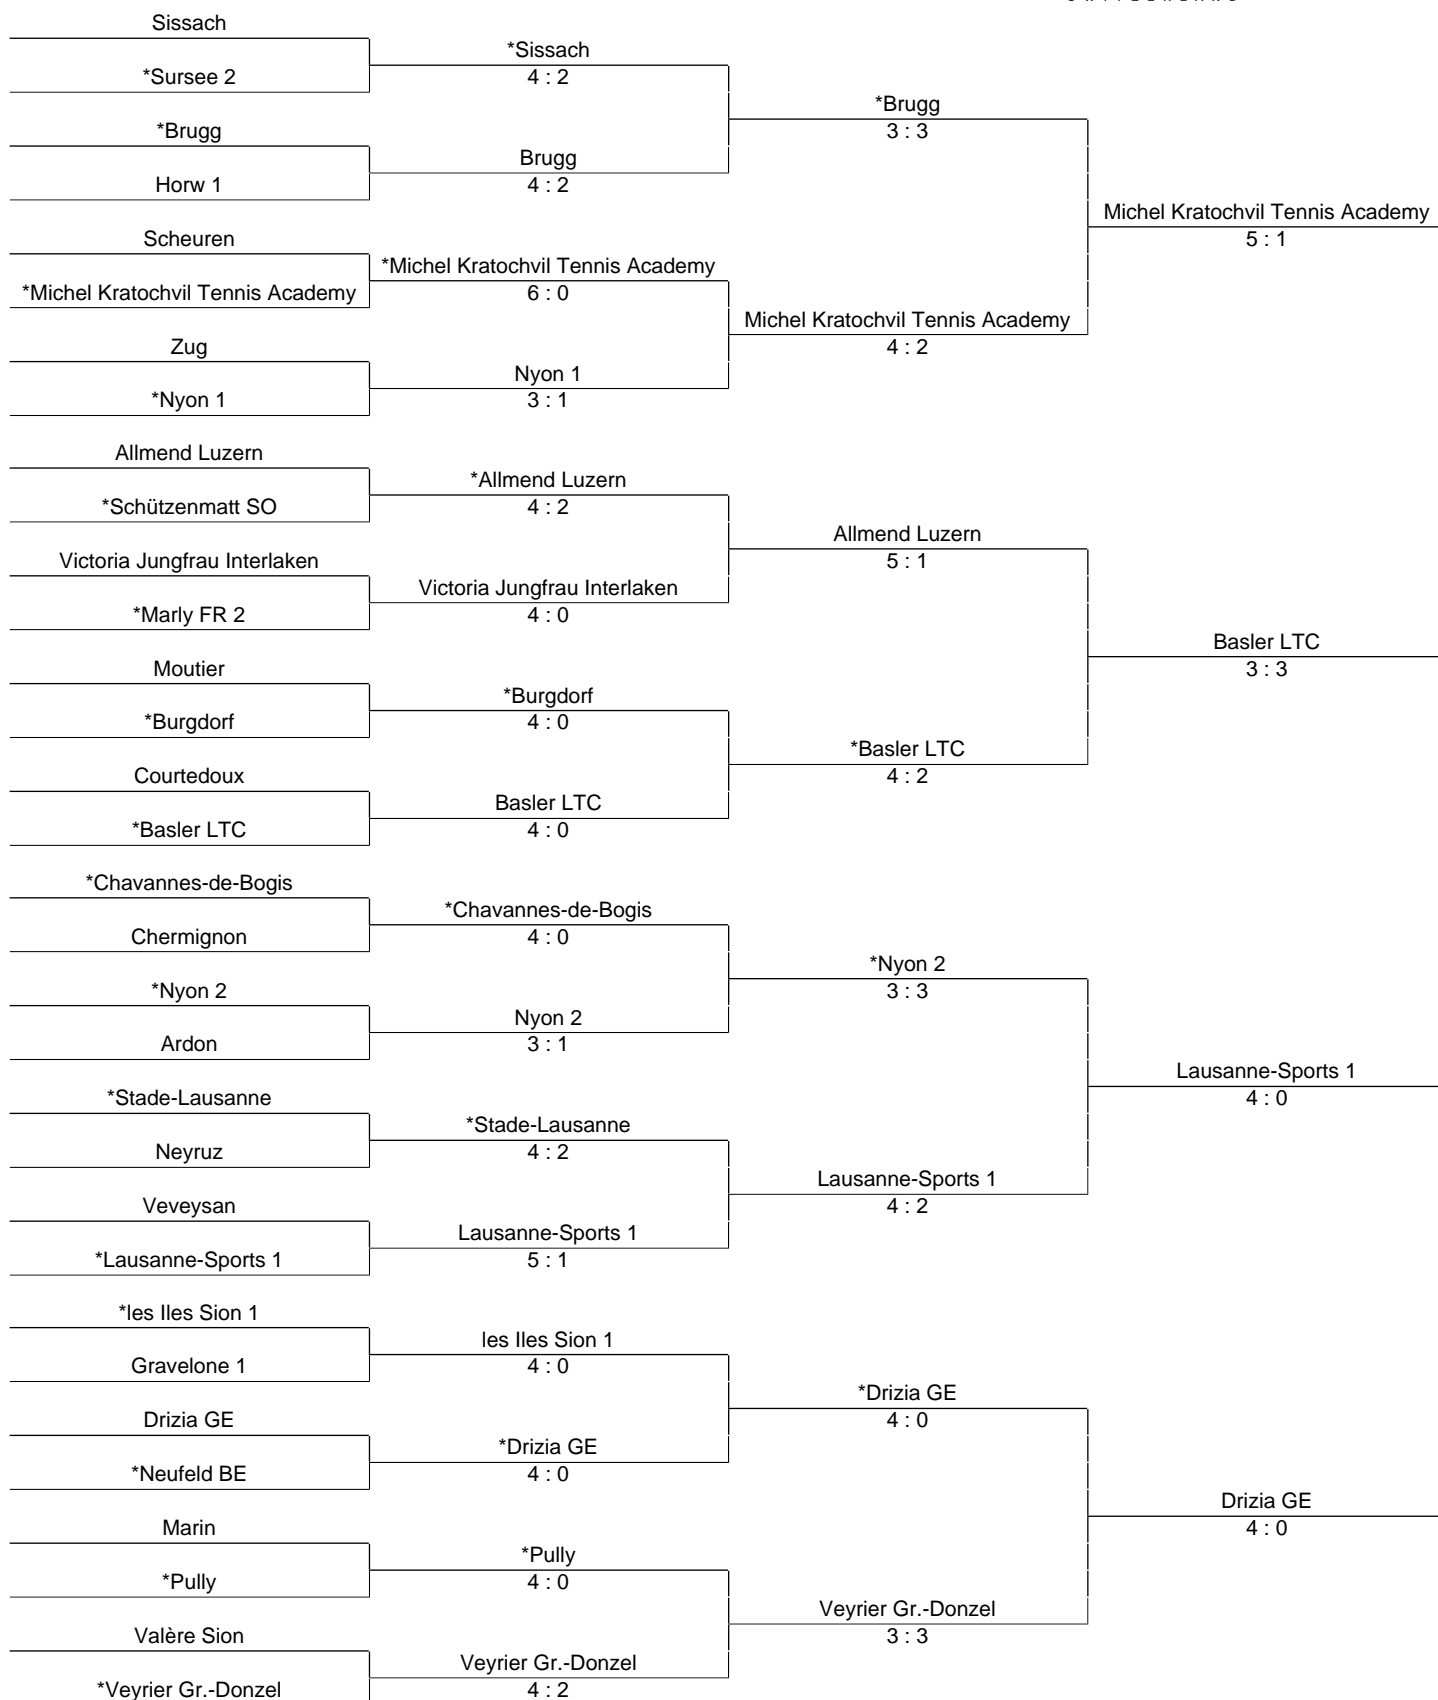 Sissach
*Sissach
*Sursee 2
4 : 2
*Brugg
*Brugg
3 : 3
Brugg
Horw 1
4 : 2
Michel Kratochvil Tennis Academy
Scheuren
5 : 1
*Michel Kratochvil Tennis Academy
*Michel Kratochvil Tennis Academy
6 : 0
Michel Kratochvil Tennis Academy
Zug
4 : 2
Nyon 1
*Nyon 1
3 : 1
Allmend Luzern
*Allmend Luzern
*Schützenmatt SO
4 : 2
Allmend Luzern
Victoria Jungfrau Interlaken
5 : 1
Victoria Jungfrau Interlaken
*Marly FR 2
4 : 0
Basler LTC
Moutier
3 : 3
*Burgdorf
*Burgdorf
4 : 0
*Basler LTC
Courtedoux
4 : 2
Basler LTC
*Basler LTC
4 : 0
*Chavannes-de-Bogis
*Chavannes-de-Bogis
Chermignon
4 : 0
*Nyon 2
*Nyon 2
3 : 3
Nyon 2
Ardon
3 : 1
Lausanne-Sports 1
*Stade-Lausanne
4 : 0
*Stade-Lausanne
Neyruz
4 : 2
Lausanne-Sports 1
Veveysan
4 : 2
Lausanne-Sports 1
*Lausanne-Sports 1
5 : 1
*les Iles Sion 1
les Iles Sion 1
Gravelone 1
4 : 0
*Drizia GE
Drizia GE
4 : 0
*Drizia GE
*Neufeld BE
4 : 0
Drizia GE
Marin
4 : 0
*Pully
*Pully
4 : 0
Veyrier Gr.-Donzel
Valère Sion
3 : 3
Veyrier Gr.-Donzel
*Veyrier Gr.-Donzel
4 : 2